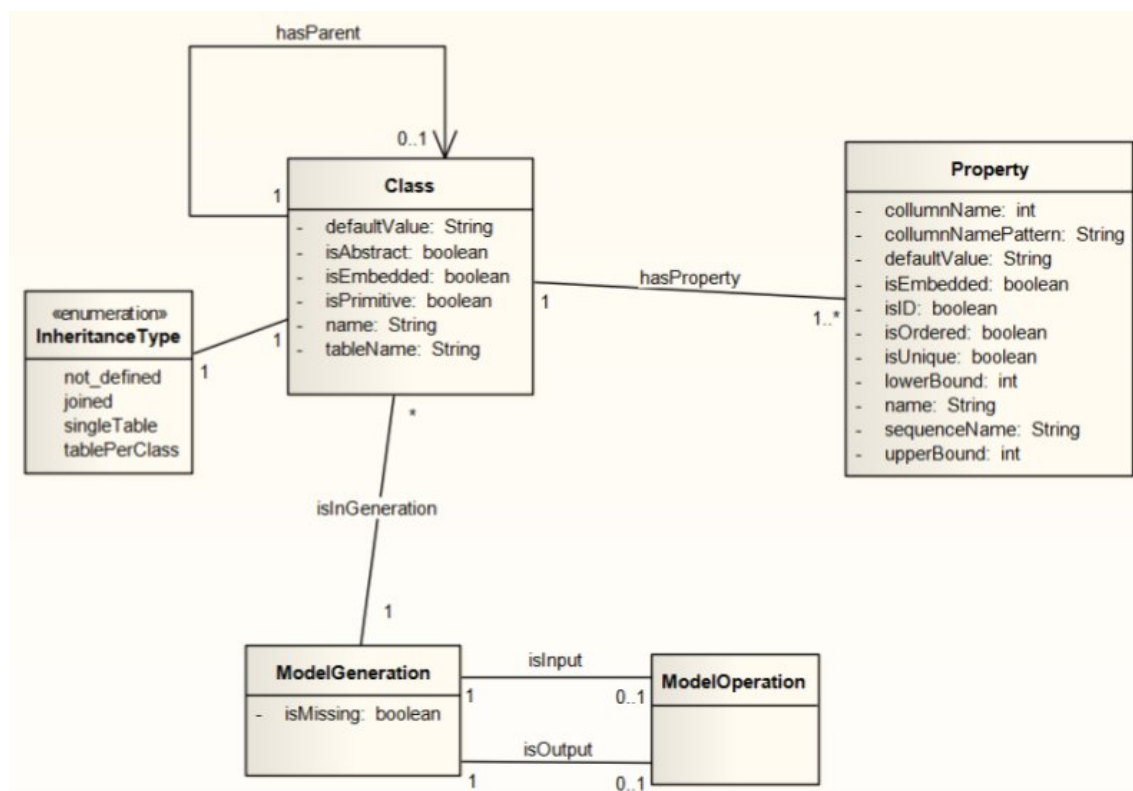 hasParent
0..1
1
Class
- defaultValue: String
- isAbstract: boolean
- isEmbedded: boolean
- isPrimitive: boolean
- name: String
- tableName: String
Property
- collumnName: int
- collumnNamePattern: String
- defaultValue: String
- isEmbedded: boolean
- isID: boolean
- isOrdered: boolean
- isUnique: boolean
- lowerBound: int
- name: String
- sequenceName: String
- upperBound: int
hasProperty
1
1..*
«enumeration»
InheritanceType
not_defined
joined
singleTable
tablePerClass
1
1
*
isInGeneration
1
ModelGeneration
- isMissing: boolean
isInput
1
0..1
ModelOperation
isOutput
1
0..1